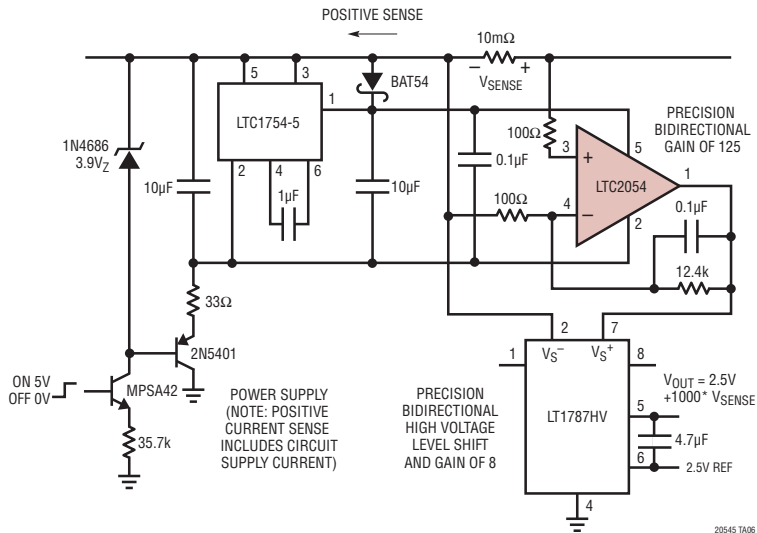 POSITIVE SENSE
10mΩ
– +
VSENSE
BAT54
5
3
1
LTC1754-5
2
4
6
1N4686
3.9VZ
10µF
1µF
10µF
0.1µF
100Ω
100Ω
3
+
4
–
5
LTC2054
2
1
PRECISION
BIDIRECTIONAL
GAIN OF 125
0.1µF
12.4k
33Ω
2N5401
ON 5V
OFF 0V
MPSA42
35.7k
POWER SUPPLY
(NOTE: POSITIVE
CURRENT SENSE
INCLUDES CIRCUIT
SUPPLY CURRENT)
PRECISION
BIDIRECTIONAL
HIGH VOLTAGE
LEVEL SHIFT
AND GAIN OF 8
2
7
1
VS–
VS+
8
LT1787HV
5
6
4
VOUT = 2.5V
+1000* VSENSE
4.7µF
2.5V REF
20545 TA06